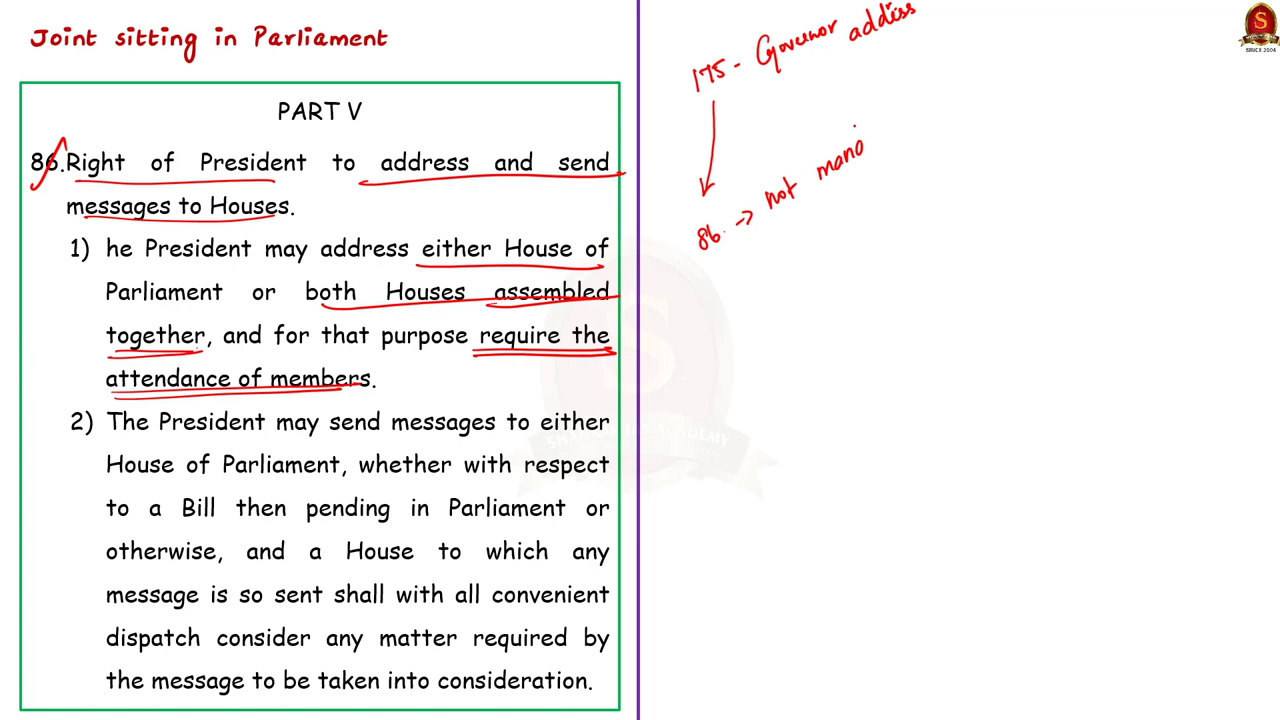 Joint sitting in Parliament
PART V
86.Right of President to address and send
messages to Houses.
1) he President may address either House of
Parliament or both Houses assembled
together, and for that purpose require the
attendance of members.
2) The President may send messages to either
House of Parliament, whether with respect
to a Bill then pending in Parliament or
otherwise, and a House to which any
message is so sent shall with all convenient
dispatch consider any matter required by
the message to be taken into consideration.
175 - Governor address
86. → not
S
SINCE 2004